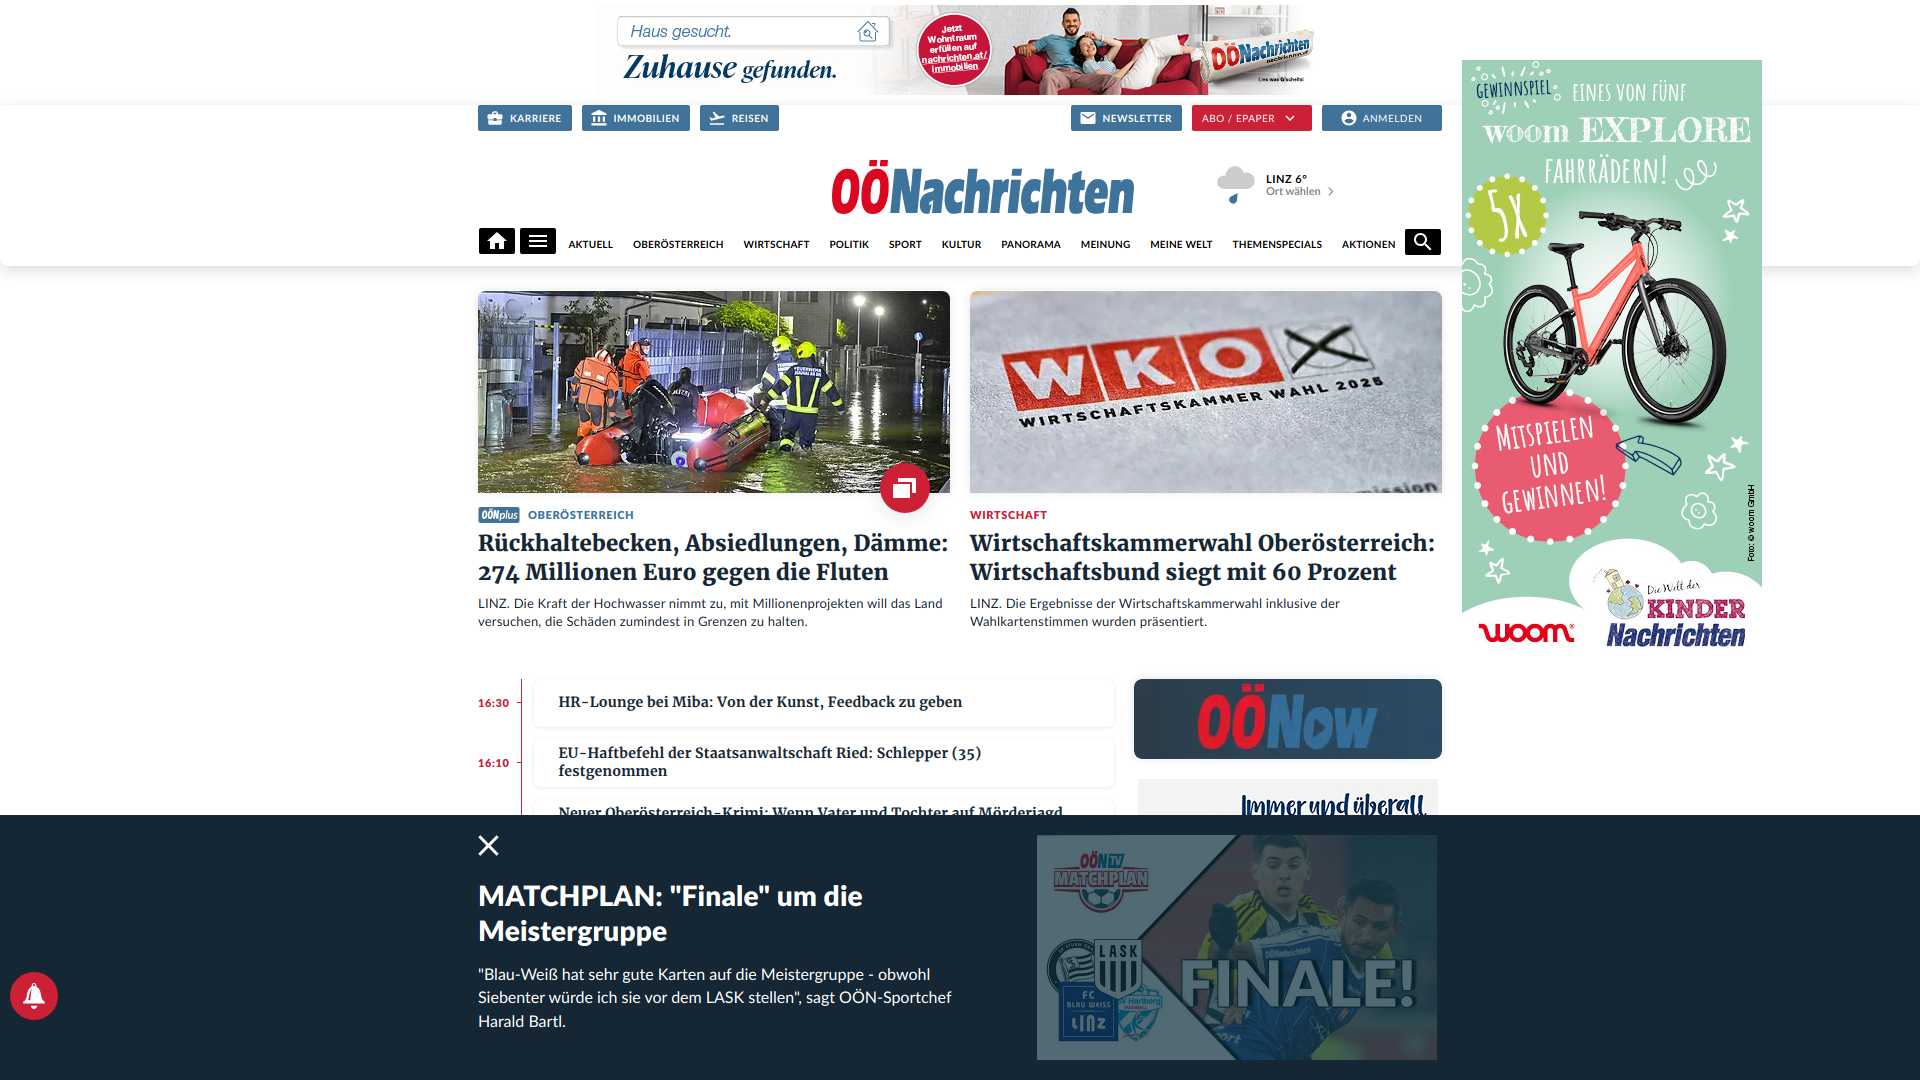 Haus gesucht.
Zuhause gefunden.
Jetzt
Wohntraum
erfüllen auf
nachrichten.at/
immobilien
OÖNachrichten
Lies was Gscheits!
KARRIERE
IMMOBILIEN
REISEN
NEWSLETTER
ABO / EPAPER
ANMELDEN
OÖNachrichten
LINZ 6°
Ort wählen
AKTUELL
OBERÖSTERREICH
WIRTSCHAFT
POLITIK
SPORT
KULTUR
PANORAMA
MEINUNG
MEINE WELT
THEMENSPECIALS
AKTIONEN
GEWINNSPIEL
EINES VON FÜNF
woom EXPLORE
FAHRRÄDERN!
5X
MITSPIELEN
UND
GEWINNEN!
Foto: © woom GmbH
woom
Die Welt der
KINDER
Nachrichten
WKO
WIRTSCHAFTSKAMMER WAHL 2025
OÖNplus OBERÖSTERREICH
Rückhaltebecken, Absiedlungen, Dämme:
274 Millionen Euro gegen die Fluten
LINZ. Die Kraft der Hochwasser nimmt zu, mit Millionenprojekten will das Land
versuchen, die Schäden zumindest in Grenzen zu halten.
WIRTSCHAFT
Wirtschaftskammerwahl Oberösterreich:
Wirtschaftsbund siegt mit 60 Prozent
LINZ. Die Ergebnisse der Wirtschaftskammerwahl inklusive der
Wahlkartenstimmen wurden präsentiert.
16:30
HR-Lounge bei Miba: Von der Kunst, Feedback zu geben
16:10
EU-Haftbefehl der Staatsanwaltschaft Ried: Schlepper (35)
festgenommen
Neuer Oberösterreich-Krimi: Wenn Vater und Tochter auf Mörderjagd
OÖNow
Immer und überall
MATCHPLAN: "Finale" um die
Meistergruppe
"Blau-Weiß hat sehr gute Karten auf die Meistergruppe - obwohl
Siebenter würde ich sie vor dem LASK stellen", sagt OÖN-Sportchef
Harald Bartl.
OÖN TV
MATCHPLAN
LASK
FC
BLAU WEISS
LINZ
Hartberg
FINALE!